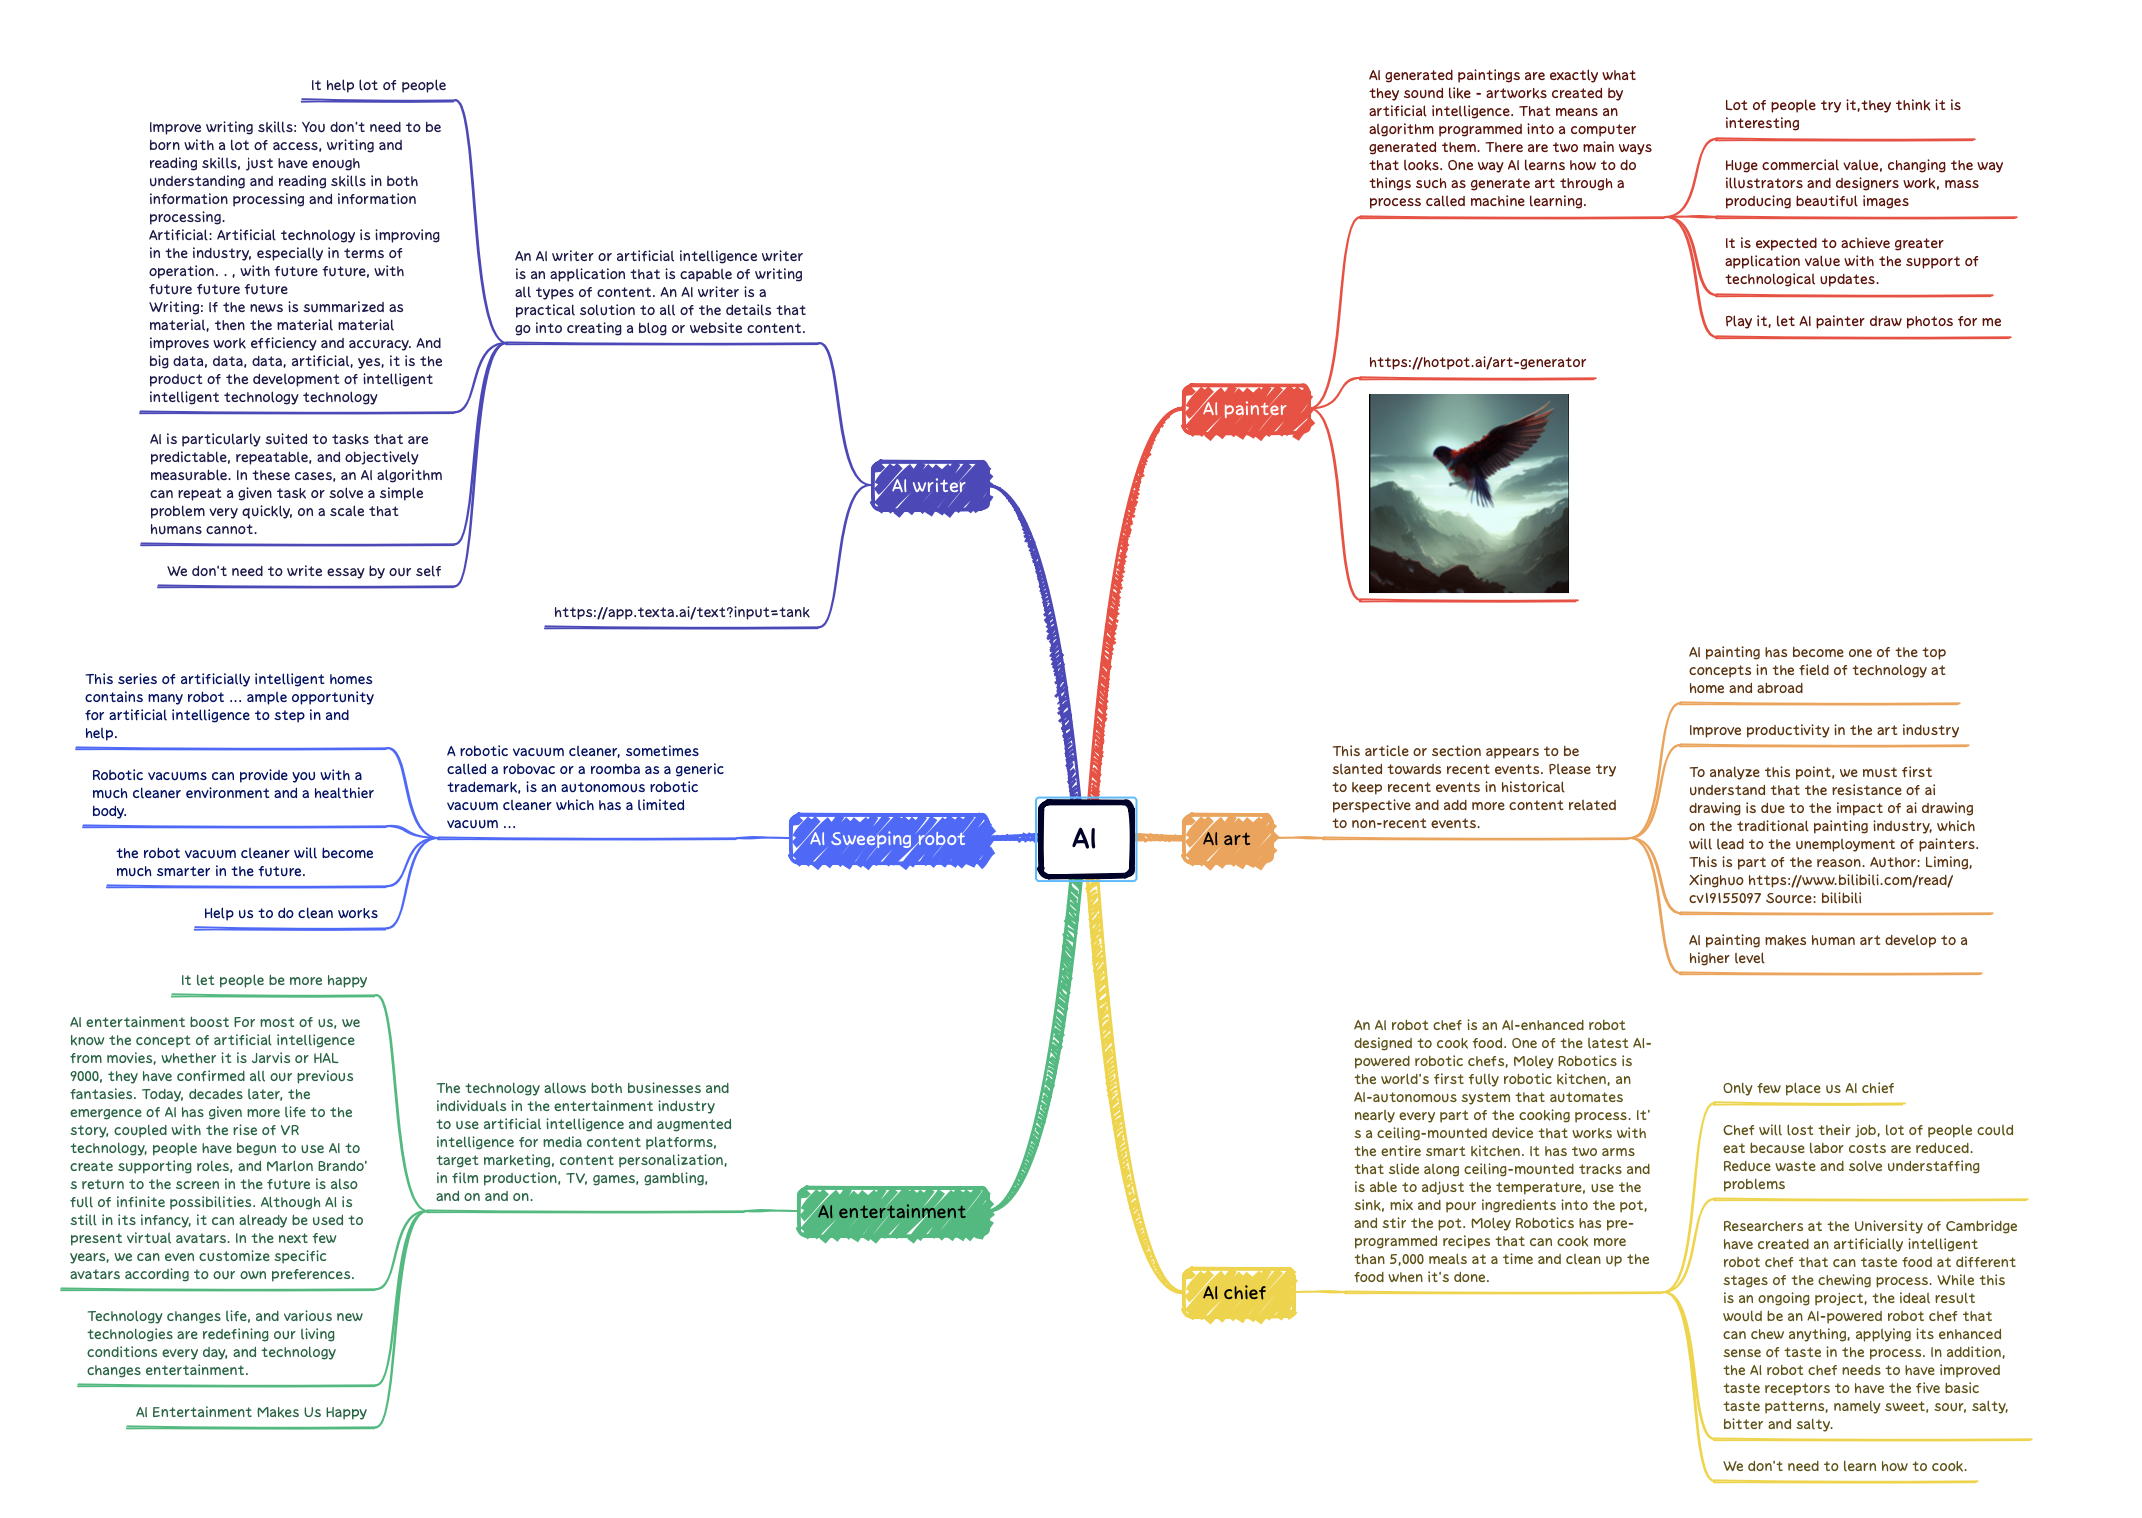 AI
AI painter
AI generated paintings are exactly what
they sound like - artworks created by
artificial intelligence. That means an
algorithm programmed into a computer
generated them. There are two main ways
that looks. One way AI learns how to do
things such as generate art through a
process called machine learning.
Lot of people try it,they think it is
interesting
Huge commercial value, changing the way
illustrators and designers work, mass
producing beautiful images
It is expected to achieve greater
application value with the support of
technological updates.
Play it, let AI painter draw photos for me
https://hotpot.ai/art-generator
AI art
This article or section appears to be
slanted towards recent events. Please try
to keep recent events in historical
perspective and add more content related
to non-recent events.
AI painting has become one of the top
concepts in the field of technology at
home and abroad
Improve productivity in the art industry
To analyze this point, we must first
understand that the resistance of ai
drawing is due to the impact of ai drawing
on the traditional painting industry, which
will lead to the unemployment of painters.
This is part of the reason. Author: Liming,
Xinghuo https://www.bilibili.com/read/
cv19155097 Source: bilibili
AI painting makes human art develop to a
higher level
AI chief
An AI robot chef is an AI-enhanced robot
designed to cook food. One of the latest AI-
powered robotic chefs, Moley Robotics is
the world's first fully robotic kitchen, an
AI-autonomous system that automates
nearly every part of the cooking process. It'
s a ceiling-mounted device that works with
the entire smart kitchen. It has two arms
that slide along ceiling-mounted tracks and
is able to adjust the temperature, use the
sink, mix and pour ingredients into the pot,
and stir the pot. Moley Robotics has pre-
programmed recipes that can cook more
than 5,000 meals at a time and clean up the
food when it's done.
Only few place us AI chief
Chef will lost their job, lot of people could
eat because labor costs are reduced.
Reduce waste and solve understaffing
problems
Researchers at the University of Cambridge
have created an artificially intelligent
robot chef that can taste food at different
stages of the chewing process. While this
is an ongoing project, the ideal result
would be an AI-powered robot chef that
can chew anything, applying its enhanced
sense of taste in the process. In addition,
the AI robot chef needs to have improved
taste receptors to have the five basic
taste patterns, namely sweet, sour, salty,
bitter and salty.
We don't need to learn how to cook.
AI writer
An AI writer or artificial intelligence writer
is an application that is capable of writing
all types of content. An AI writer is a
practical solution to all of the details that
go into creating a blog or website content.
It help lot of people
Improve writing skills: You don't need to be
born with a lot of access, writing and
reading skills, just have enough
understanding and reading skills in both
information processing and information
processing.
Artificial: Artificial technology is improving
in the industry, especially in terms of
operation. . , with future future, with
future future future
Writing: If the news is summarized as
material, then the material material
improves work efficiency and accuracy. And
big data, data, data, artificial, yes, it is the
product of the development of intelligent
intelligent technology technology
AI is particularly suited to tasks that are
predictable, repeatable, and objectively
measurable. In these cases, an AI algorithm
can repeat a given task or solve a simple
problem very quickly, on a scale that
humans cannot.
We don't need to write essay by our self
https://app.texta.ai/text?input=tank
AI Sweeping robot
A robotic vacuum cleaner, sometimes
called a robovac or a roomba as a generic
trademark, is an autonomous robotic
vacuum cleaner which has a limited
vacuum ...
This series of artificially intelligent homes
contains many robot ... ample opportunity
for artificial intelligence to step in and
help.
Robotic vacuums can provide you with a
much cleaner environment and a healthier
body.
the robot vacuum cleaner will become
much smarter in the future.
Help us to do clean works
AI entertainment
The technology allows both businesses and
individuals in the entertainment industry
to use artificial intelligence and augmented
intelligence for media content platforms,
target marketing, content personalization,
in film production, TV, games, gambling,
and on and on.
It let people be more happy
AI entertainment boost For most of us, we
know the concept of artificial intelligence
from movies, whether it is Jarvis or HAL
9000, they have confirmed all our previous
fantasies. Today, decades later, the
emergence of AI has given more life to the
story, coupled with the rise of VR
technology, people have begun to use AI to
create supporting roles, and Marlon Brando'
s return to the screen in the future is also
full of infinite possibilities. Although AI is
still in its infancy, it can already be used to
present virtual avatars. In the next few
years, we can even customize specific
avatars according to our own preferences.
Technology changes life, and various new
technologies are redefining our living
conditions every day, and technology
changes entertainment.
AI Entertainment Makes Us Happy